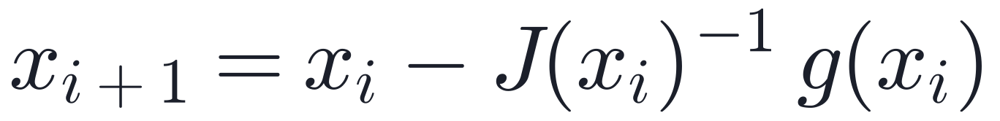 $x_{i+1} = x_i - J(x_i)^{-1} g(x_i)$